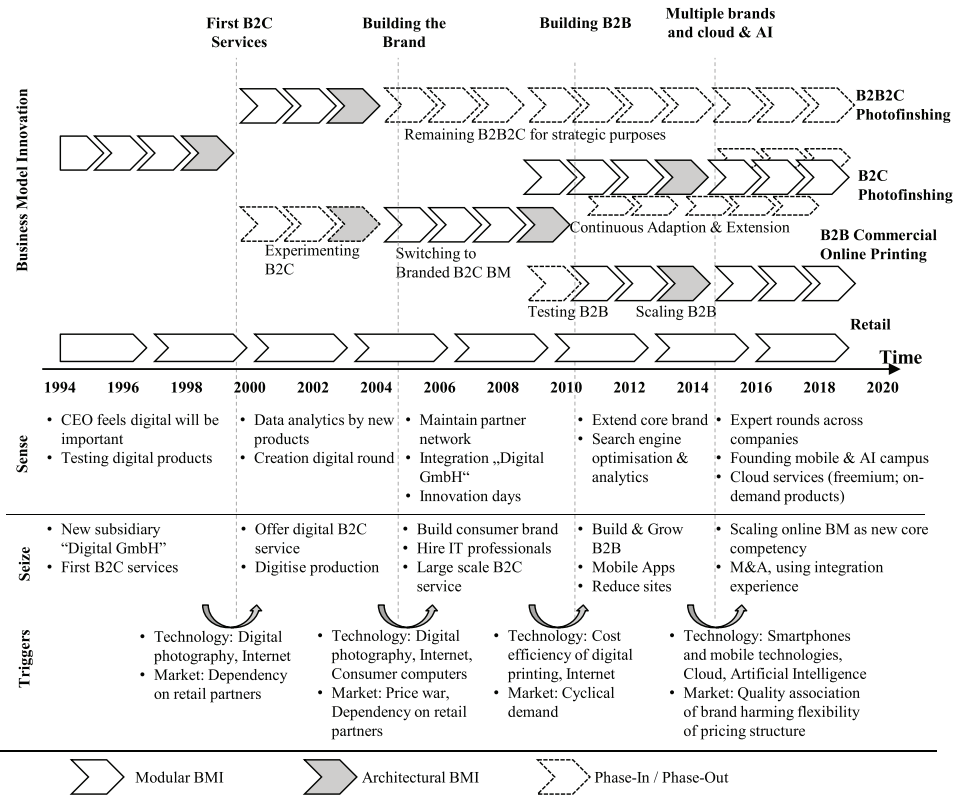 First B2C
Services
Building the
Brand
Building B2B
Multiple brands
and cloud & AI
Business Model Innovation
B2B2C
Photofinshing
Remaining B2B2C for strategic purposes
B2C
Photofinshing
Continuous Adaption & Extension
Experimenting
B2C
Switching to
Branded B2C BM
B2B Commercial
Online Printing
Testing B2B
Scaling B2B
Retail
Time
1994 1996 1998 2000 2002 2004 2006 2008 2010 2012 2014 2016 2018 2020
Sense
• CEO feels digital will be
important
• Testing digital products
• Data analytics by new
products
• Creation digital round
• Maintain partner
network
• Integration „Digital
GmbH“
• Innovation days
• Extend core brand
• Search engine
optimisation &
analytics
• Expert rounds across
companies
• Founding mobile & AI campus
• Cloud services (freemium; on-
demand products)
Seize
• New subsidiary
“Digital GmbH”
• First B2C services
• Offer digital B2C
service
• Digitise production
• Build consumer brand
• Hire IT professionals
• Large scale B2C
service
• Build & Grow
B2B
• Mobile Apps
• Reduce sites
• Scaling online BM as new core
competency
• M&A, using integration
experience
Triggers
• Technology: Digital
photography, Internet
• Market: Dependency
on retail partners
• Technology: Digital
photography, Internet,
Consumer computers
• Market: Price war,
Dependency on retail
partners
• Technology: Cost
efficiency of digital
printing, Internet
• Market: Cyclical
demand
• Technology: Smartphones
and mobile technologies,
Cloud, Artificial Intelligence
• Market: Quality association
of brand harming flexibility
of pricing structure
Modular BMI
Architectural BMI
Phase-In / Phase-Out